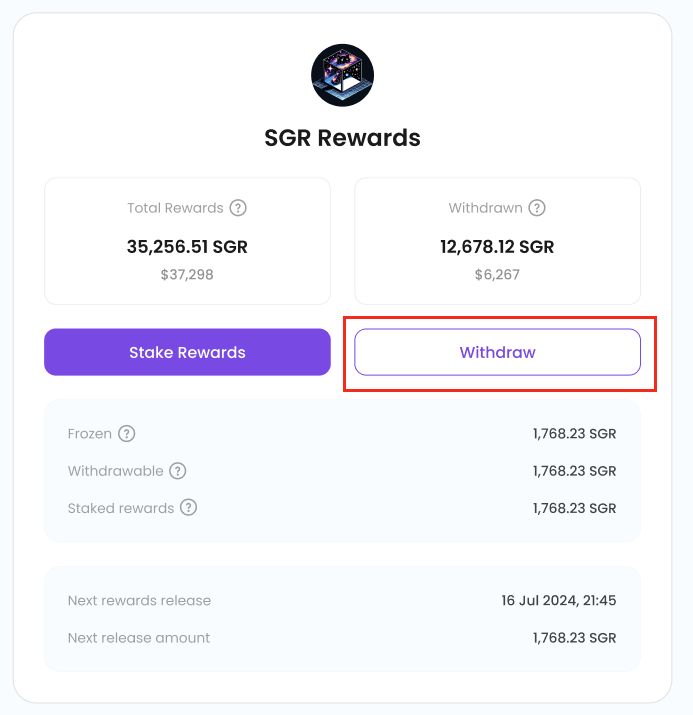 SGR Rewards
Total Rewards ?
35,256.51 SGR
$37,298
Withdrawn ?
12,678.12 SGR
$6,267
Stake Rewards
Withdraw
Frozen ? 1,768.23 SGR
Withdrawable ? 1,768.23 SGR
Staked rewards ? 1,768.23 SGR
Next rewards release 16 Jul 2024, 21:45
Next release amount 1,768.23 SGR